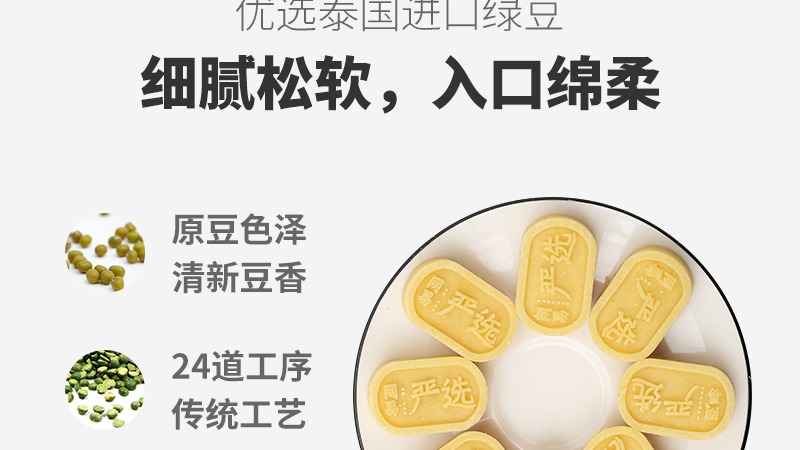 优选泰国进口绿豆
细腻松软，入口绵柔
原豆色泽
清新豆香
24道工序
传统工艺
网易
严选
严选
网易
网易
严选
网易
严选
严选
网易